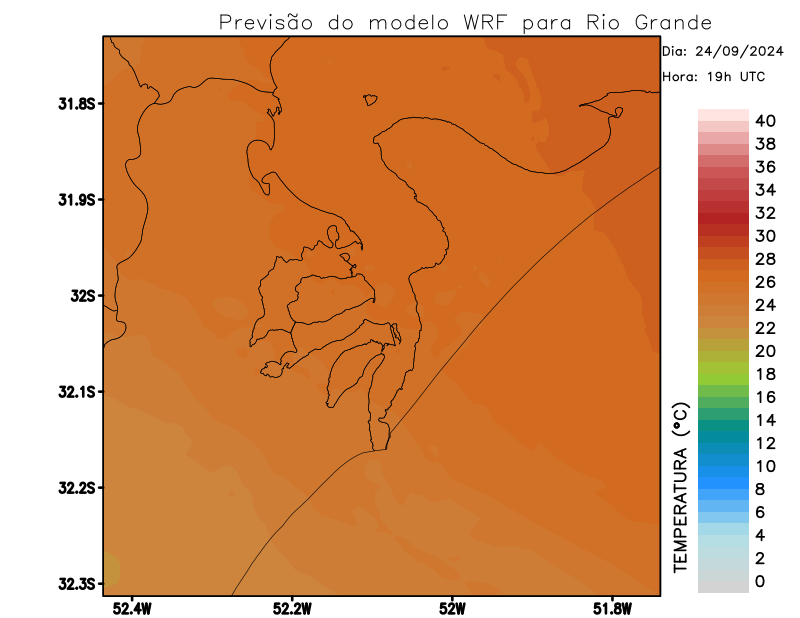 Previsão do modelo WRF para Rio Grande
Dia: 24/09/2024
Hora: 19h UTC
31.8S
31.9S
32S
32.1S
32.2S
32.3S
52.4W
52.2W
52W
51.8W
TEMPERATURA (°C)
40
38
36
34
32
30
28
26
24
22
20
18
16
14
12
10
8
6
4
2
0